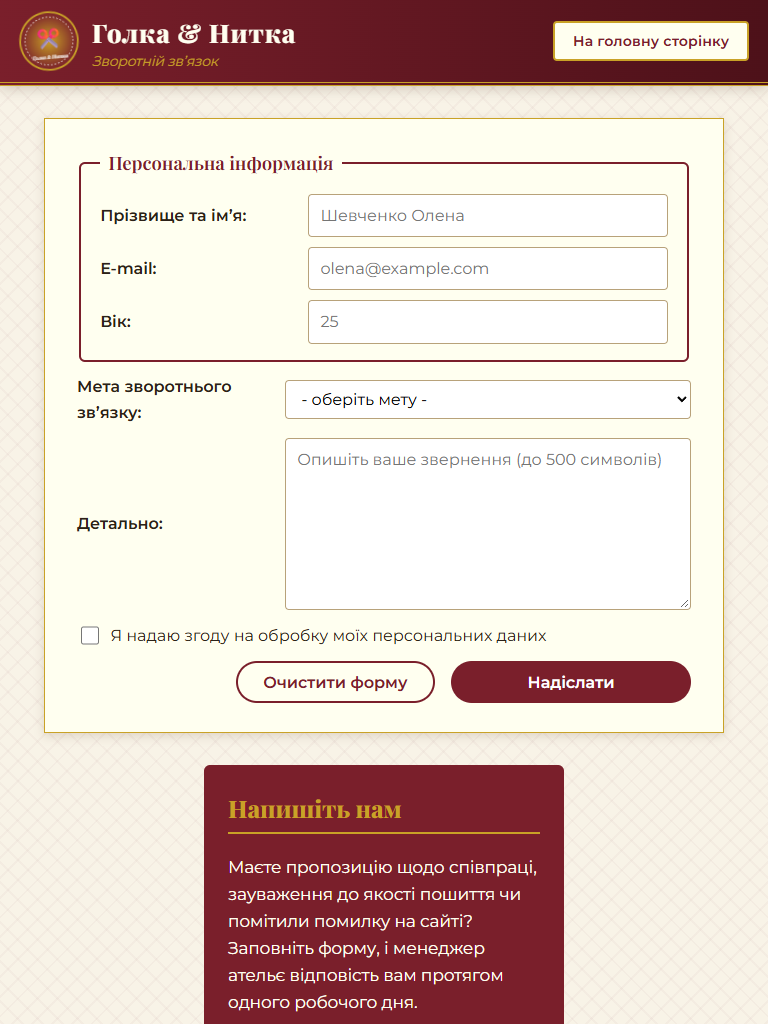 Голка & Нитка
Зворотній зв’язок
На головну сторінку
Персональна інформація
Прізвище та ім’я:
Шевченко Олена
E-mail:
olena@example.com
Вік:
25
Мета зворотнього
зв’язку:
- оберіть мету -
Опишіть ваше звернення (до 500 символів)
Детально:
Я надаю згоду на обробку моїх персональних даних
Очистити форму
Надіслати
Напишіть нам
Маєте пропозицію щодо співпраці,
зауваження до якості пошиття чи
помітили помилку на сайті?
Заповніть форму, і менеджер
ательє відповість вам протягом
одного робочого дня.